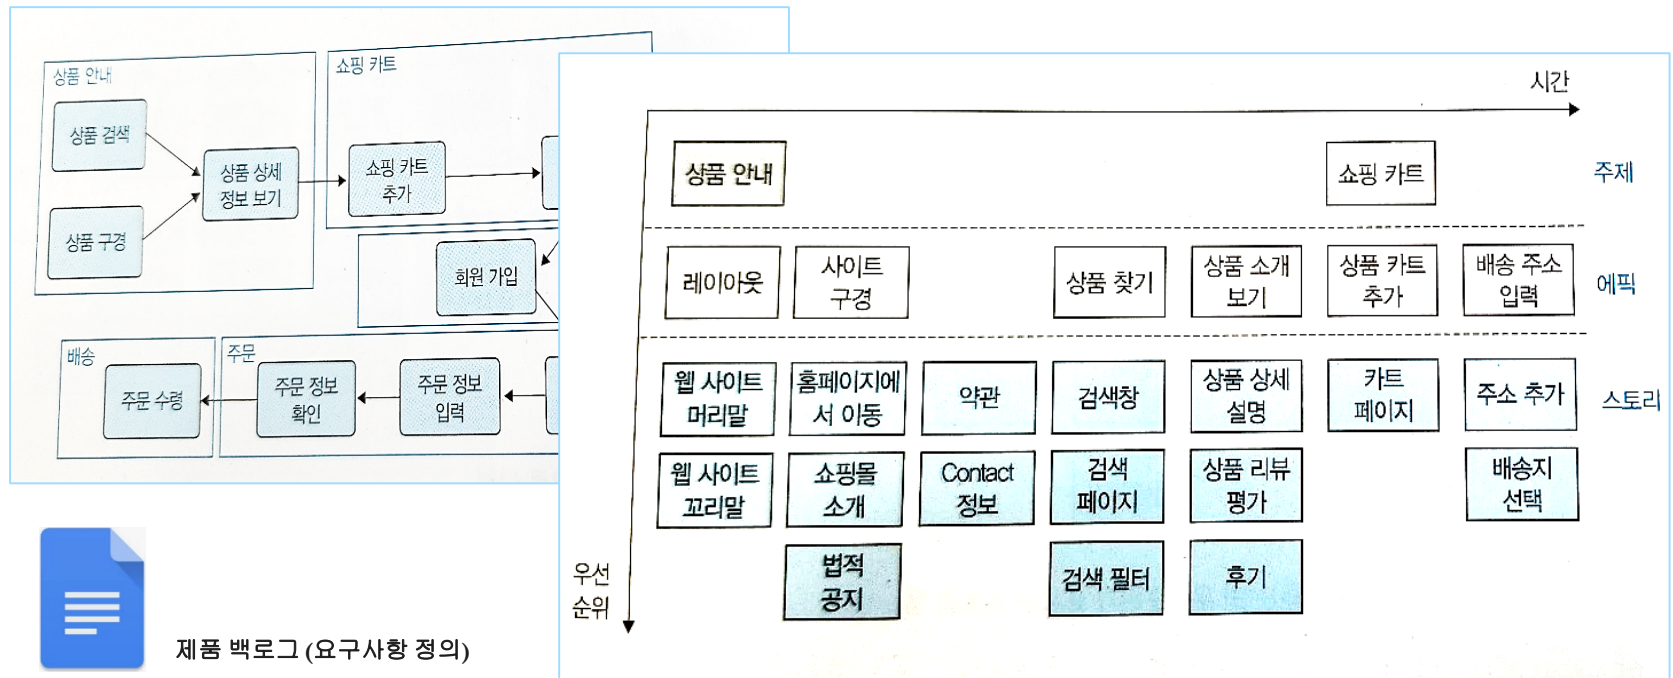 상품 안내
쇼핑 카트
상품 검색
상품 상세
정보 보기
쇼핑 카트
추가
상품 구경
회원 가입
배송
주문
주문 수령
주문 정보
확인
주문 정보
입력
제품 백로그 (요구사항 정의)
시간
상품 안내
쇼핑 카트
주제
레이아웃
사이트
구경
상품 찾기
상품 소개
보기
상품 카트
추가
배송 주소
입력
에픽
웹 사이트
머리말
홈페이지에
서 이동
약관
검색창
상품 상세
설명
카트
페이지
주소 추가
스토리
웹 사이트
꼬리말
쇼핑몰
소개
Contact
정보
검색
페이지
상품 리뷰
평가
배송지
선택
법적
공지
검색 필터
후기
우선
순위